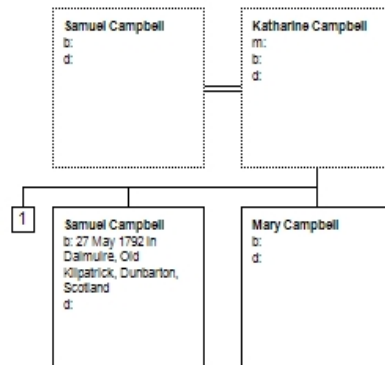 Samuel Campbell
b:
d:
Katharine Campbell
m:
b:
d:
1
Samuel Campbell
b: 27 May 1792 in
Dalmuire, Old
Kilpatrick, Dunbarton,
Scotland
d:
Mary Campbell
b:
d: